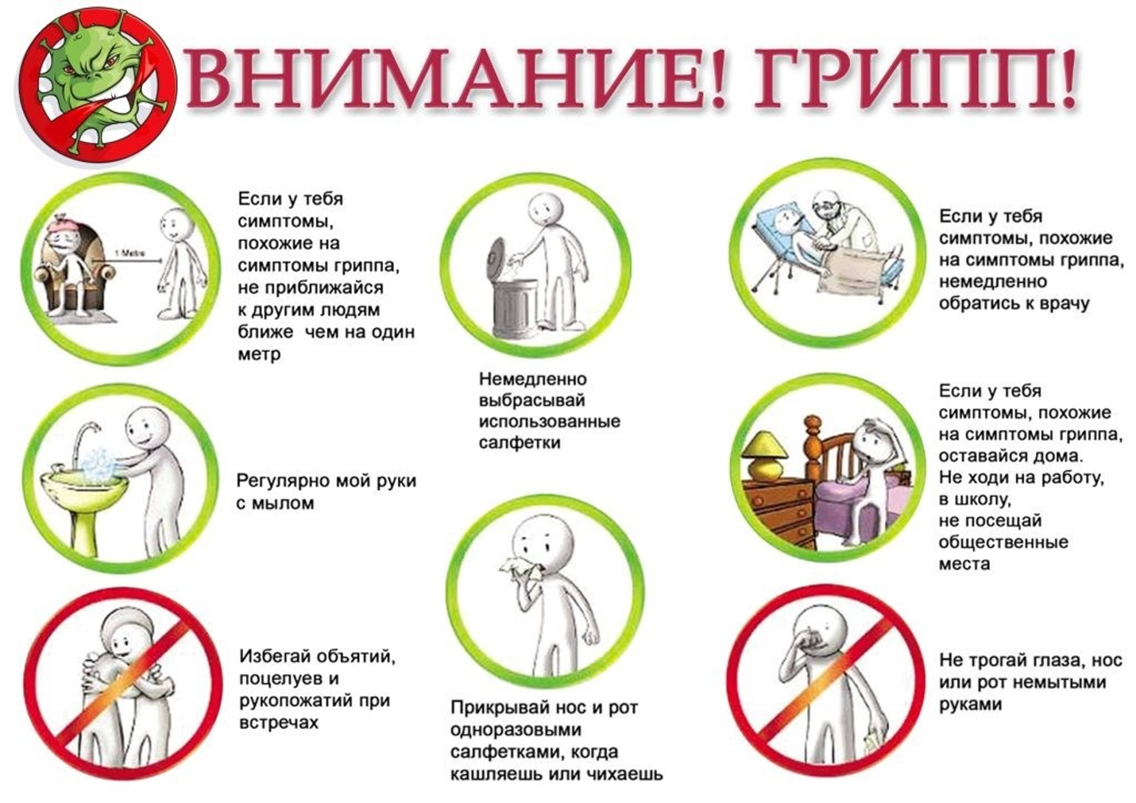 ВНИМАНИЕ! ГРИПП!
1 Metre
Если у тебя
симптомы,
похожие на
симптомы гриппа,
не приближайся
к другим людям
ближе чем на один
метр
Регулярно мой руки
с мылом
Избегай объятий,
поцелуев и
рукопожатий при
встречах
Немедленно
выбрасывай
использованные
салфетки
Прикрывай нос и рот
одноразовыми
салфетками, когда
кашляешь или чихаешь
Если у тебя
симптомы, похожие
на симптомы гриппа,
немедленно
обратись к врачу
Если у тебя
симптомы, похожие
на симптомы гриппа,
оставайся дома.
Не ходи на работу,
в школу,
не посещай
общественные
места
Не трогай глаза, нос
или рот немытыми
руками